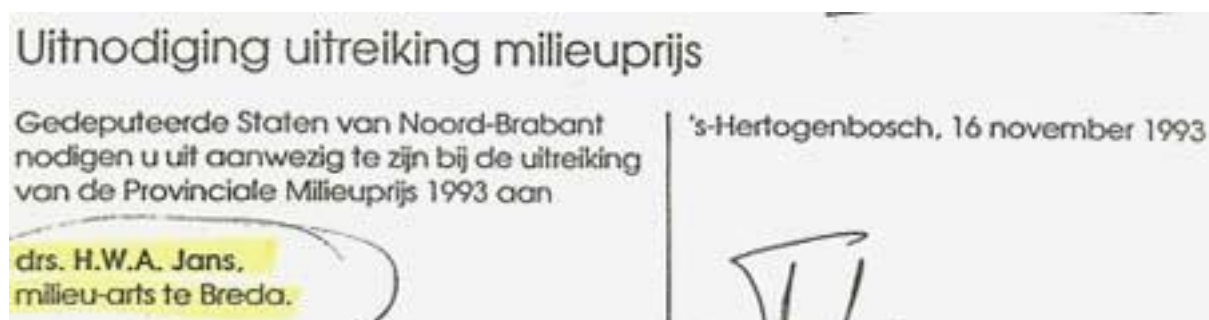 Uitnodiging uitreiking milieuprijs
Gedeputeerde Staten van Noord-Brabant
nodigen u uit aanwezig te zijn bij de uitreiking
van de Provinciale Milieuprijs 1993 aan
drs. H.W.A. Jans,
milieu-arts te Breda.
's-Hertogenbosch, 16 november 1993